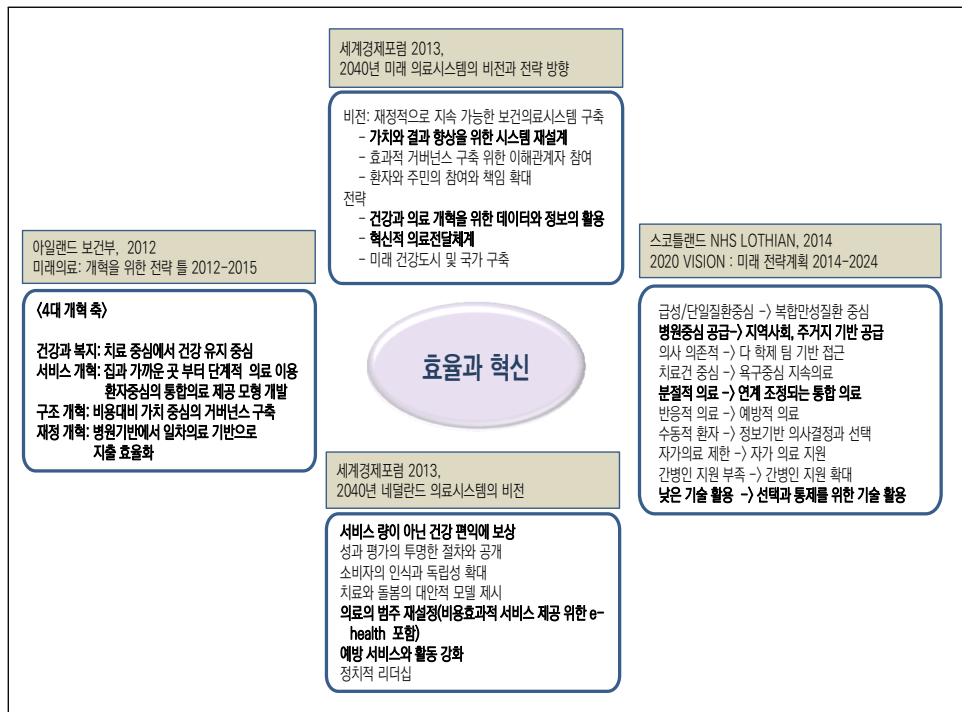 세계경제포럼 2013,
2040년 미래 의료시스템의 비전과 전략 방향
비전: 재정적으로 지속 가능한 보건의료시스템 구축
- 가치와 결과 향상을 위한 시스템 재설계
- 효과적 거버넌스 구축 위한 이해관계자 참여
- 환자와 주민의 참여와 책임 확대
전략
- 건강과 의료 개혁을 위한 데이터와 정보의 활용
- 혁신적 의료전달체계
- 미래 건강도시 및 국가 구축
아일랜드 보건부, 2012
미래의료: 개혁을 위한 전략 틀 2012-2015
<4대 개혁 축>
건강과 복지: 치료 중심에서 건강 유지 중심
서비스 개혁: 집과 가까운 곳 부터 단계적 의료 이용
환자중심의 통합의료 제공 모형 개발
구조 개혁: 비용대비 가치 중심의 거버넌스 구축
재정 개혁: 병원기반에서 일차의료 기반으로
지출 효율화
효율과 혁신
스코틀랜드 NHS LOTHIAN, 2014
2020 VISION : 미래 전략계획 2014-2024
급성/단일질환중심 -> 복합만성질환 중심
병원중심 공급-> 지역사회, 주거지 기반 공급
의사 의존적 -> 다 학제 팀 기반 접근
치료건 중심 -> 욕구중심 지속의료
분절적 의료 -> 연계 조정되는 통합 의료
반응적 의료 -> 예방적 의료
수동적 환자 -> 정보기반 의사결정과 선택
자가의료 제한 -> 자가 의료 지원
간병인 지원 부족 -> 간병인 지원 확대
낮은 기술 활용 -> 선택과 통제를 위한 기술 활용
세계경제포럼 2013,
2040년 네덜란드 의료시스템의 비전
서비스 량이 아닌 건강 편익에 보상
성과 평가의 투명한 절차와 공개
소비자의 인식과 독립성 확대
치료와 돌봄의 대안적 모델 제시
의료의 범주 재설정(비용효과적 서비스 제공 위한 e-
health 포함)
예방 서비스와 활동 강화
정치적 리더십